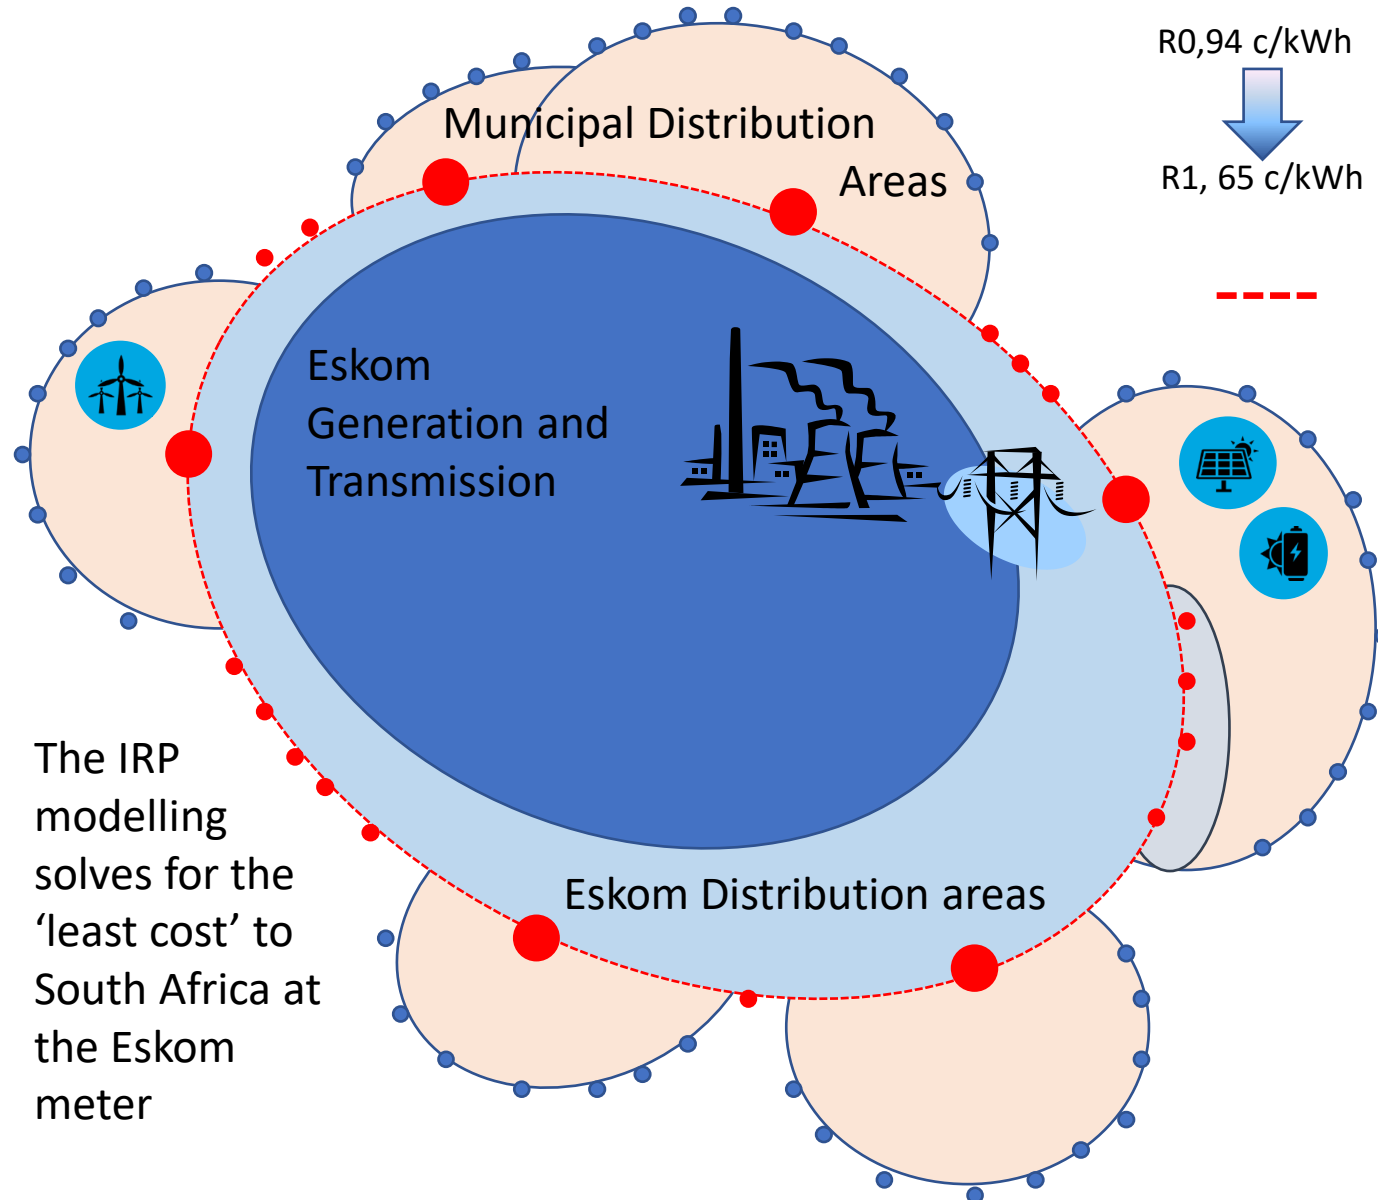 R0,94 c/kWh
R1, 65 c/kWh
Municipal Distribution
Areas
Eskom
Generation and
Transmission
Eskom Distribution areas
The IRP
modelling
solves for the
‘least cost’ to
South Africa at
the Eskom
meter